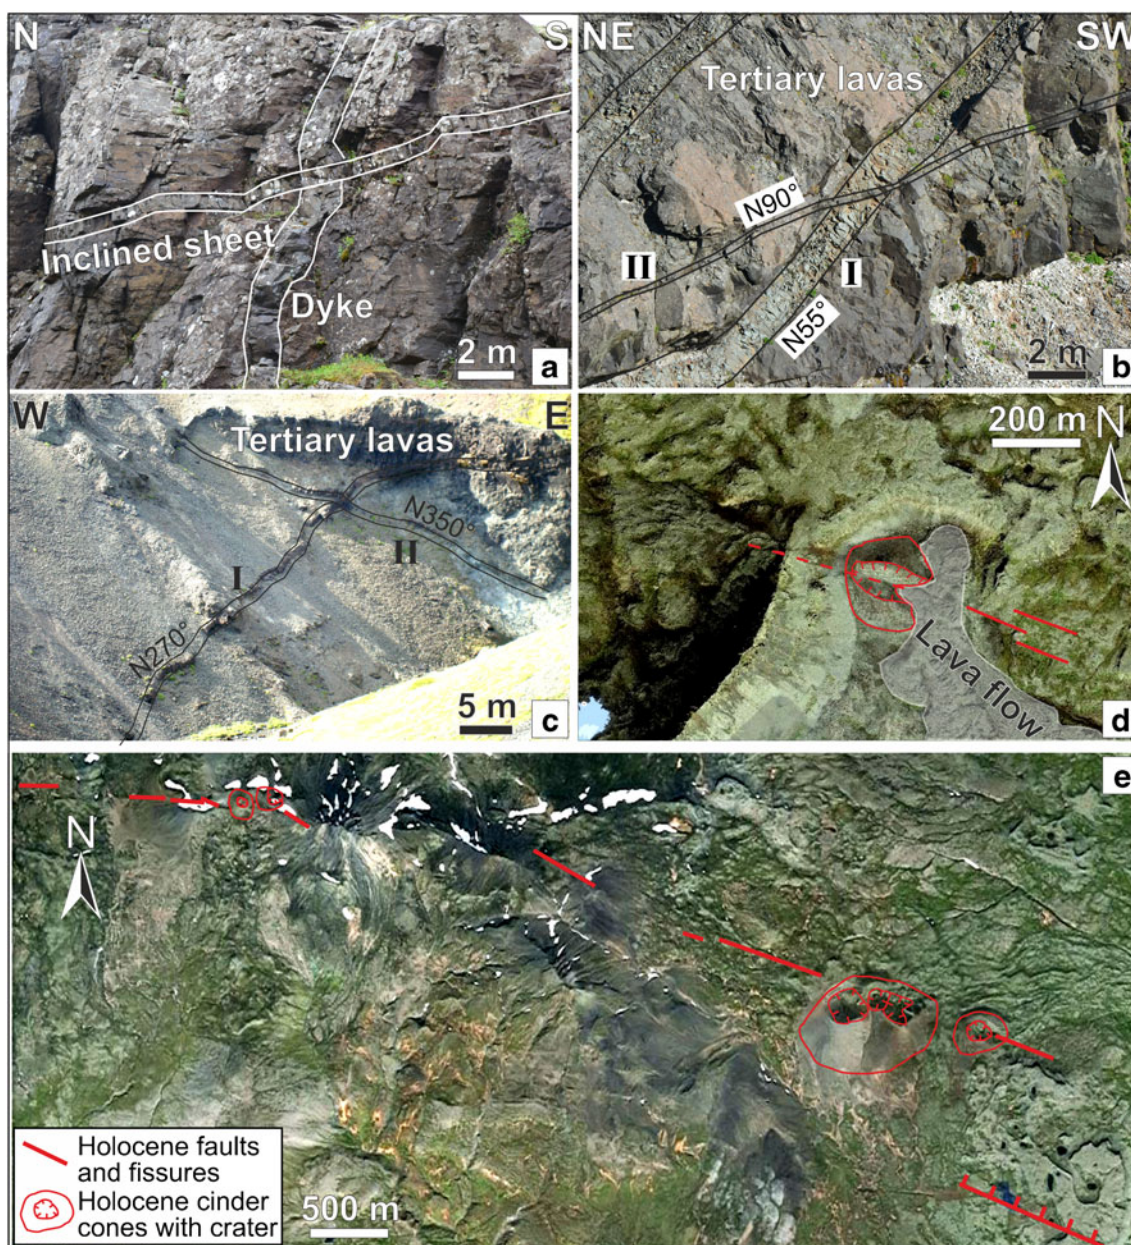 N
S
Inclined sheet
Dyke
2 m
a
NE
SW
Tertiary lavas
N90°
II
I
N55°
2 m
b
W
E
Tertiary lavas
N350°
II
I
N270°
5 m
c
200 m
N
Lava flow
d
e
N
Holocene faults
and fissures
Holocene cinder
cones with crater
500 m